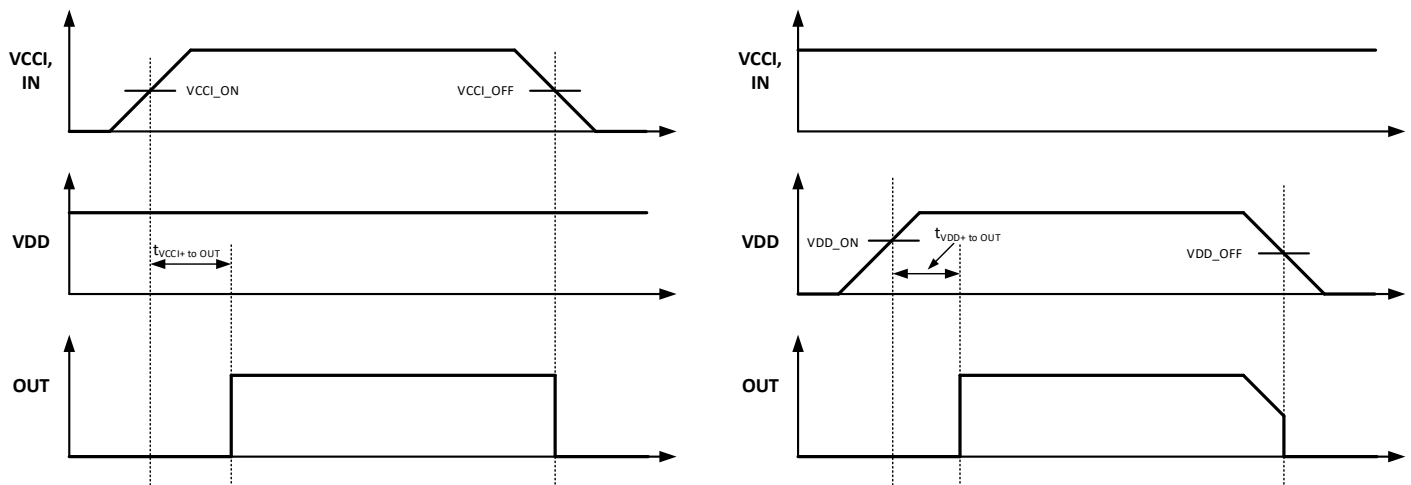 VCCI,
IN
VCCI_ON
VCCI_OFF
VDD
tVCCI+ to OUT
OUT
VCCI,
IN
VDD
VDD_ON
tVDD+ to OUT
VDD_OFF
OUT